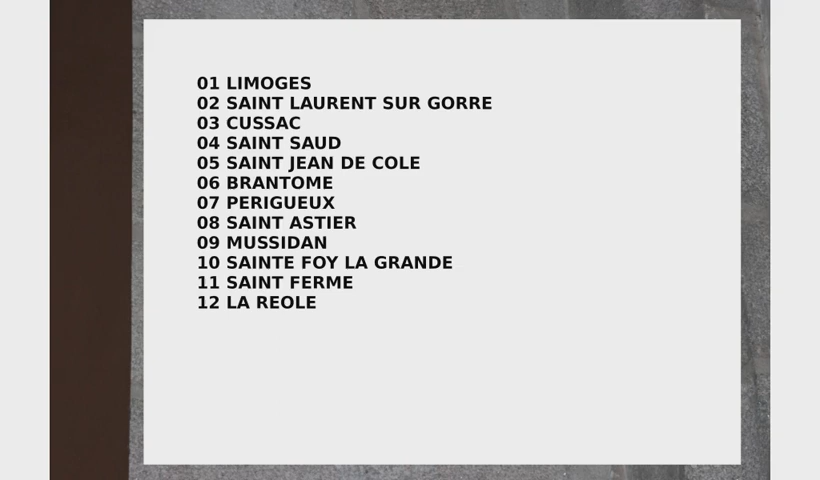 01 LIMOGES
02 SAINT LAURENT SUR GORRE
03 CUSSAC
04 SAINT SAUD
05 SAINT JEAN DE COLE
06 BRANTOME
07 PERIGUEUX
08 SAINT ASTIER
09 MUSSIDAN
10 SAINTE FOY LA GRANDE
11 SAINT FERME
12 LA REOLE